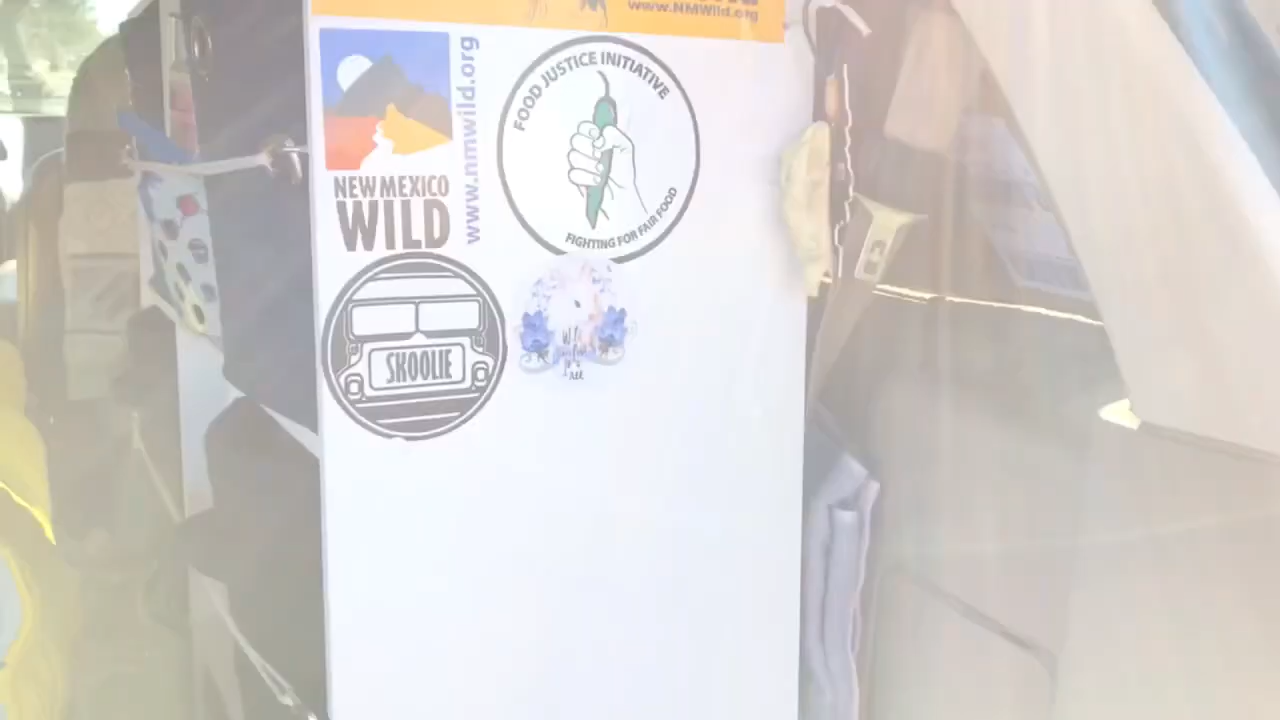 www.NMWild.org
www.nmwild.org
NEW MEXICO
WILD
FOOD JUSTICE INITIATIVE
FIGHTING FOR FAIR FOOD
SKOOLIE